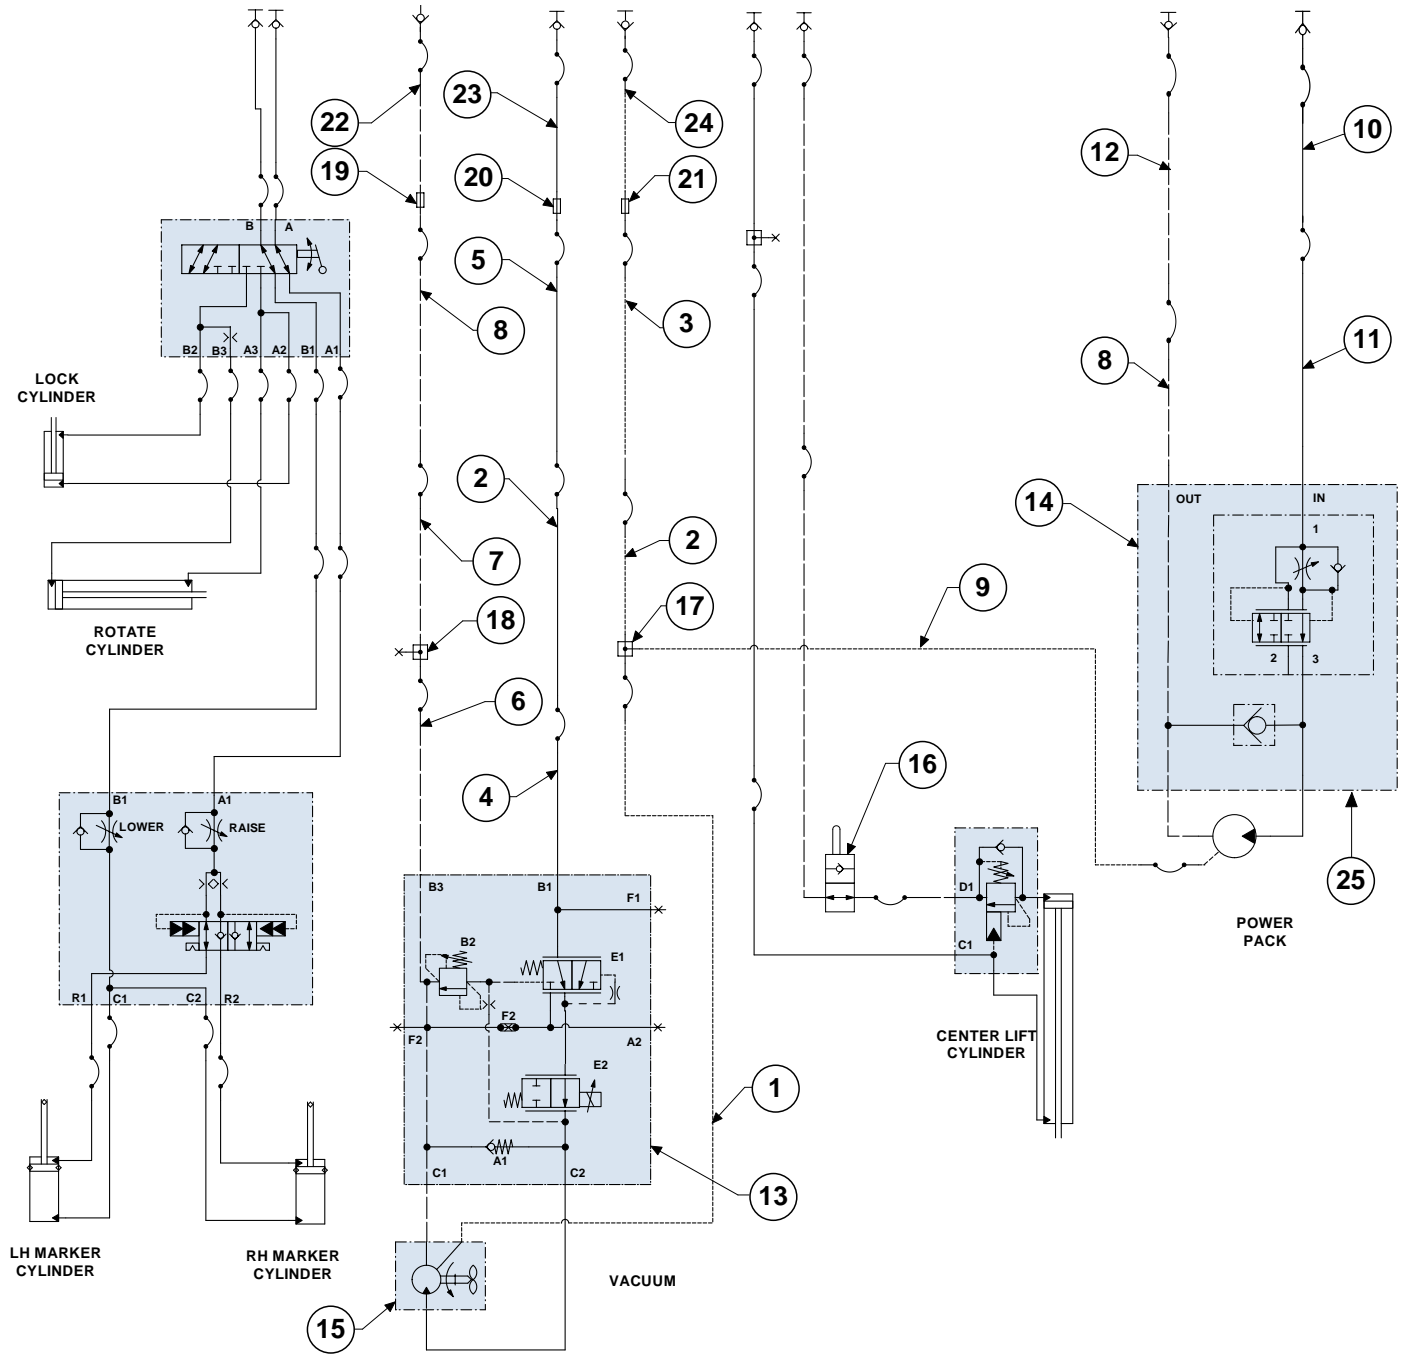 22
23
24
12
10
19
20
21
B
A
5
8
3
8
11
B2
B3
A3
A2
B1
A1
LOCK
CYLINDER
2
2
14
OUT
IN
1
7
9
18
17
2
3
ROTATE
CYLINDER
6
4
16
B1
A1
LOWER
RAISE
25
B3
B1
F1
D1
POWER
PACK
B2
E1
C1
R1
C1
C2
R2
F2
F2
A2
CENTER LIFT
CYLINDER
E2
1
A1
C1
C2
13
LH MARKER
CYLINDER
RH MARKER
CYLINDER
VACUUM
15